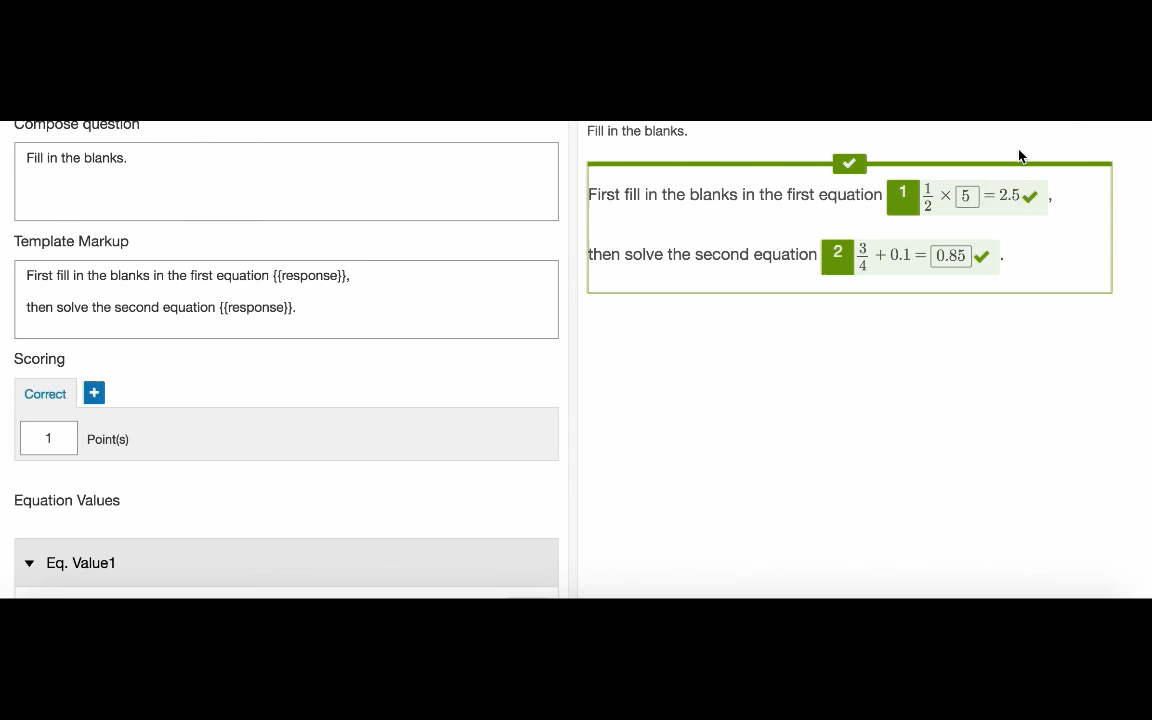 Compose question
Fill in the blanks.
Template Markup
First fill in the blanks in the first equation {{response}},
then solve the second equation {{response}}.
Scoring
Correct +
1 Point(s)
Equation Values
Eq. Value1
Fill in the blanks.
First fill in the blanks in the first equation 1 1/2 × 5 = 2.5 ,
then solve the second equation 2 3/4 + 0.1 = 0.85 .